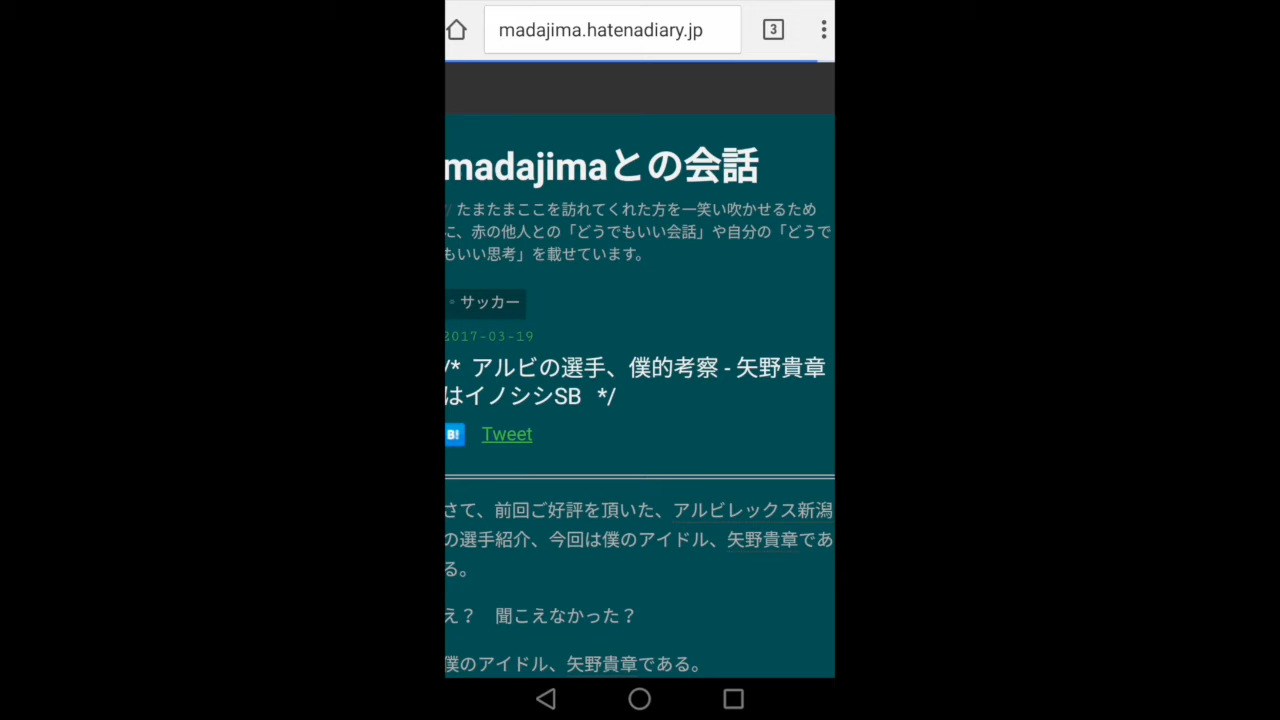 madajima.hatenadiary.jp
3
madajimaとの会話
// たまたまここを訪れてくれた方を一笑い吹かせるため
に、赤の他人との「どうでもいい会話」や自分の「どうで
もいい思考」を載せています。
サッカー
2017-03-19
/* アルビの選手、僕的考察 - 矢野貴章
はイノシシSB */
B!
Tweet
さて、前回ご好評を頂いた、アルビレックス新潟
の選手紹介、今回は僕のアイドル、矢野貴章であ
る。
え？　聞こえなかった？
僕のアイドル、矢野貴章である。